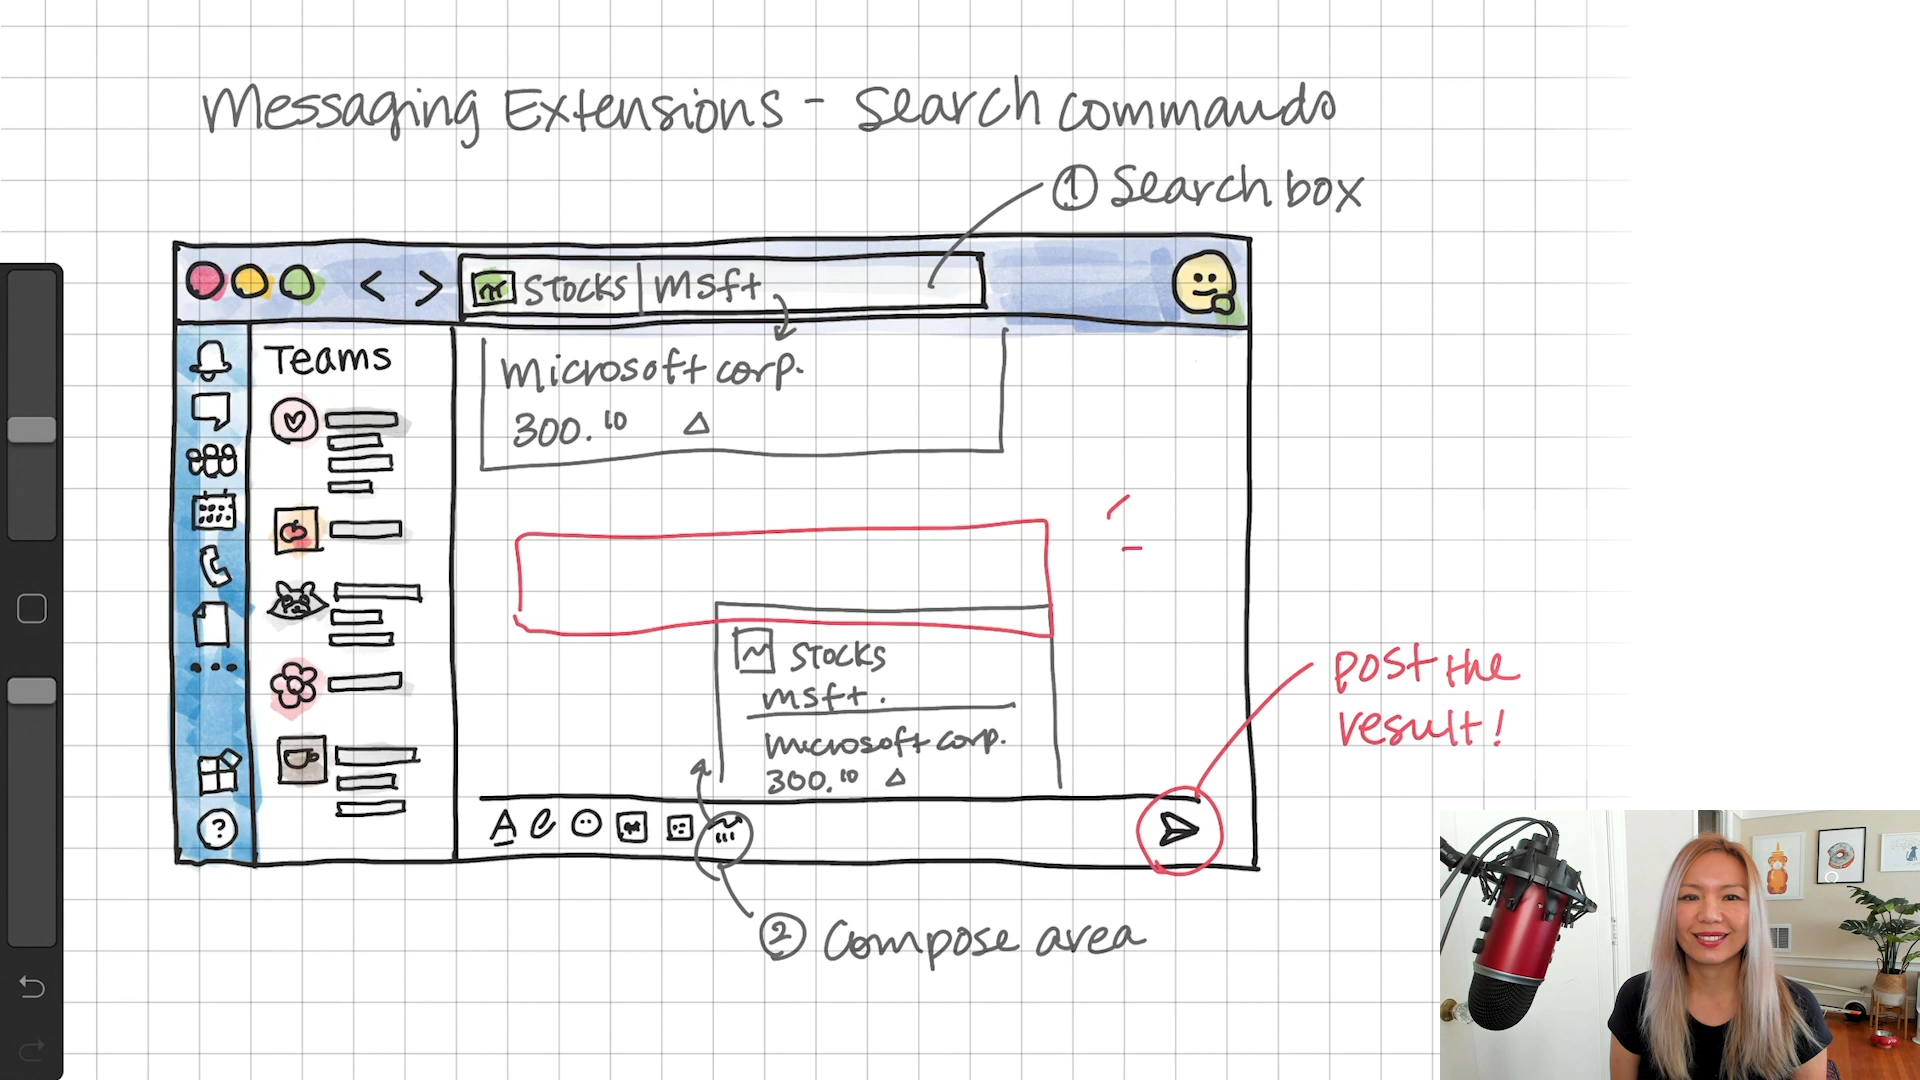 Messaging Extensions - Search Commands
① Search box
STOCKS | msft
Teams
Microsoft corp.
300.10 △
STOCKS
msft.
Microsoft corp.
300.10 △
post the
result!
A
?
② Compose area